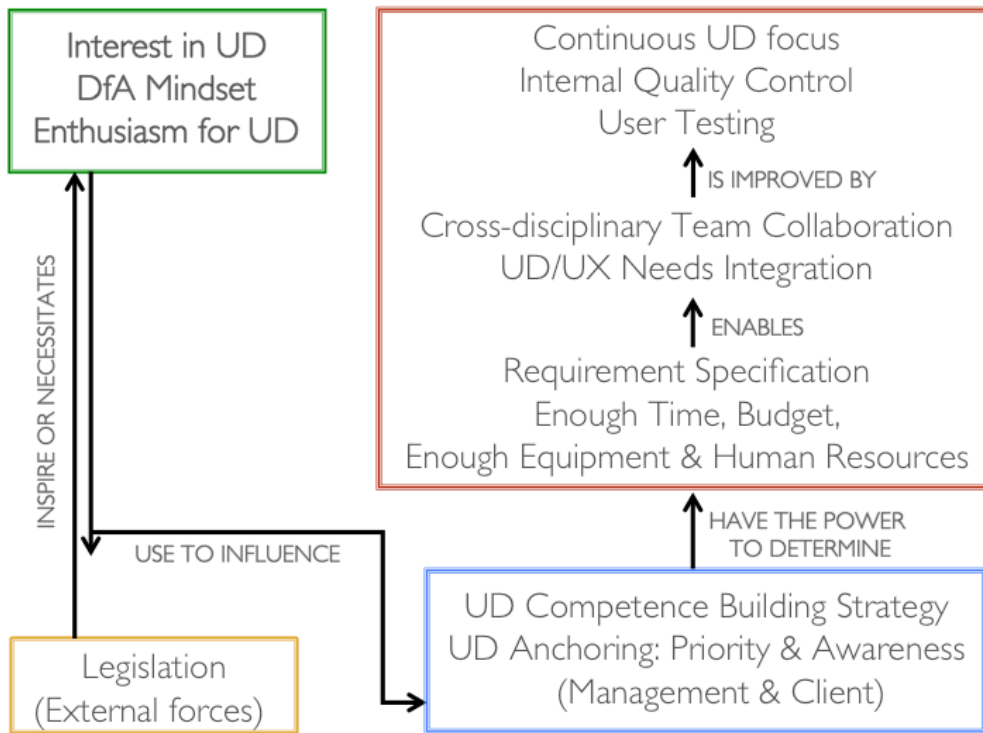 Interest in UD
DfA Mindset
Enthusiasm for UD
Continuous UD focus
Internal Quality Control
User Testing
IS IMPROVED BY
Cross-disciplinary Team Collaboration
UD/UX Needs Integration
ENABLES
Requirement Specification
Enough Time, Budget,
Enough Equipment & Human Resources
INSPIRE OR NECESSITATES
USE TO INFLUENCE
HAVE THE POWER
TO DETERMINE
Legislation
(External forces)
UD Competence Building Strategy
UD Anchoring: Priority & Awareness
(Management & Client)